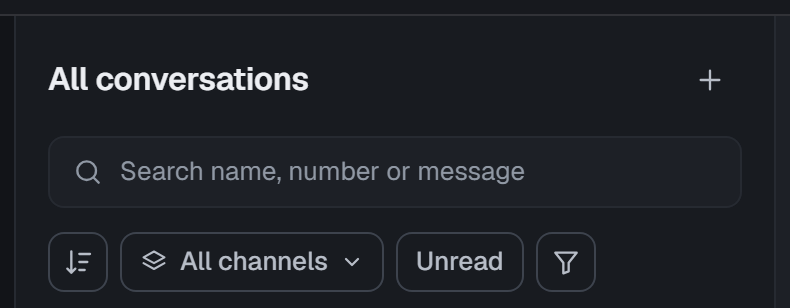 All conversations
Search name, number or message
All channels Unread